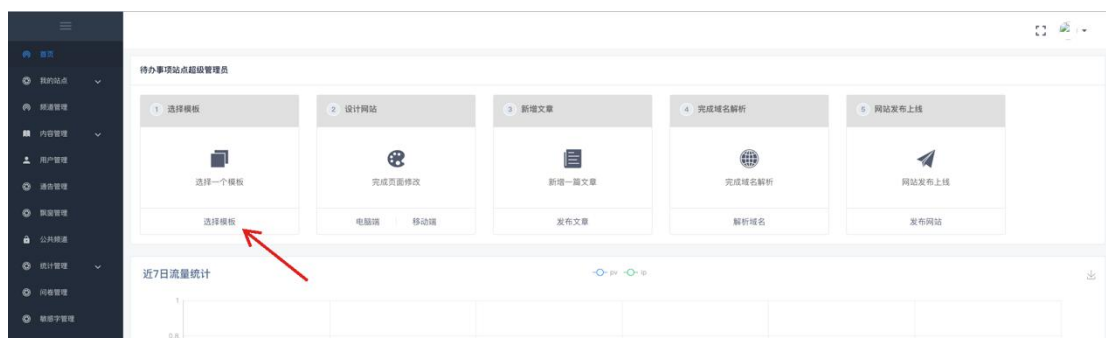 首页
我的站点
频道管理
内容管理
用户管理
通告管理
飘窗管理
公共频道
统计管理
问卷管理
敏感字管理
待办事项站点超级管理员
1 选择模板
选择一个模板
选择模板
2 设计网站
完成页面修改
电脑端 移动端
3 新增文章
新增一篇文章
发布文章
4 完成域名解析
完成域名解析
解析域名
5 网站发布上线
网站发布上线
发布网站
近7日流量统计
pv ip
1
0.8